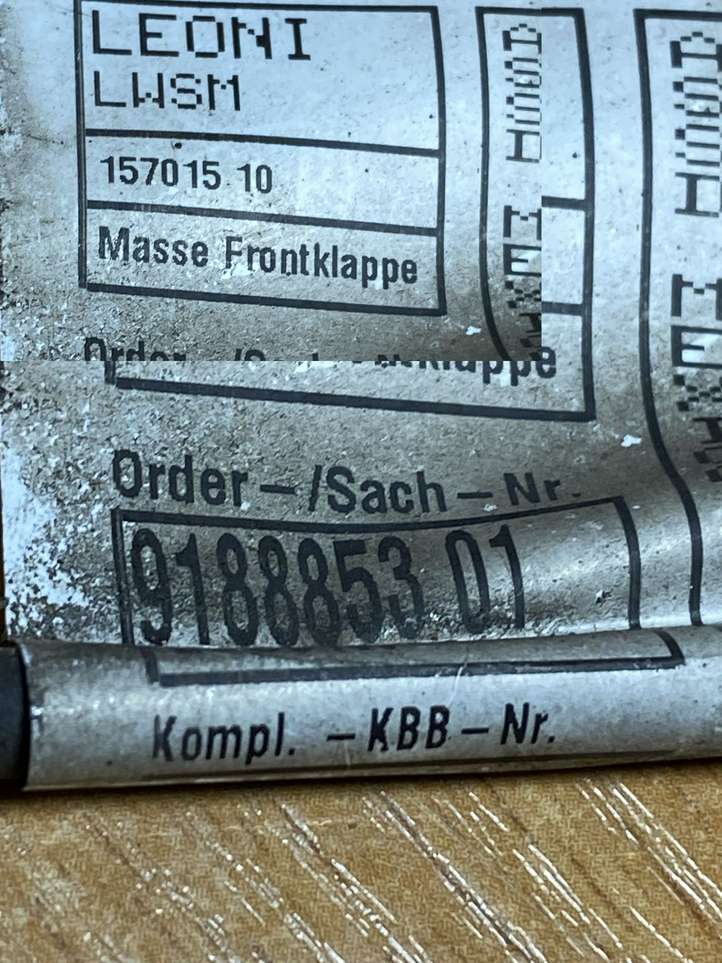 LEONI
LWSM
157015 10
Masse Frontklappe
Order-/Sach-Nr.
9188853 01
Kompl. -KBB-Nr.